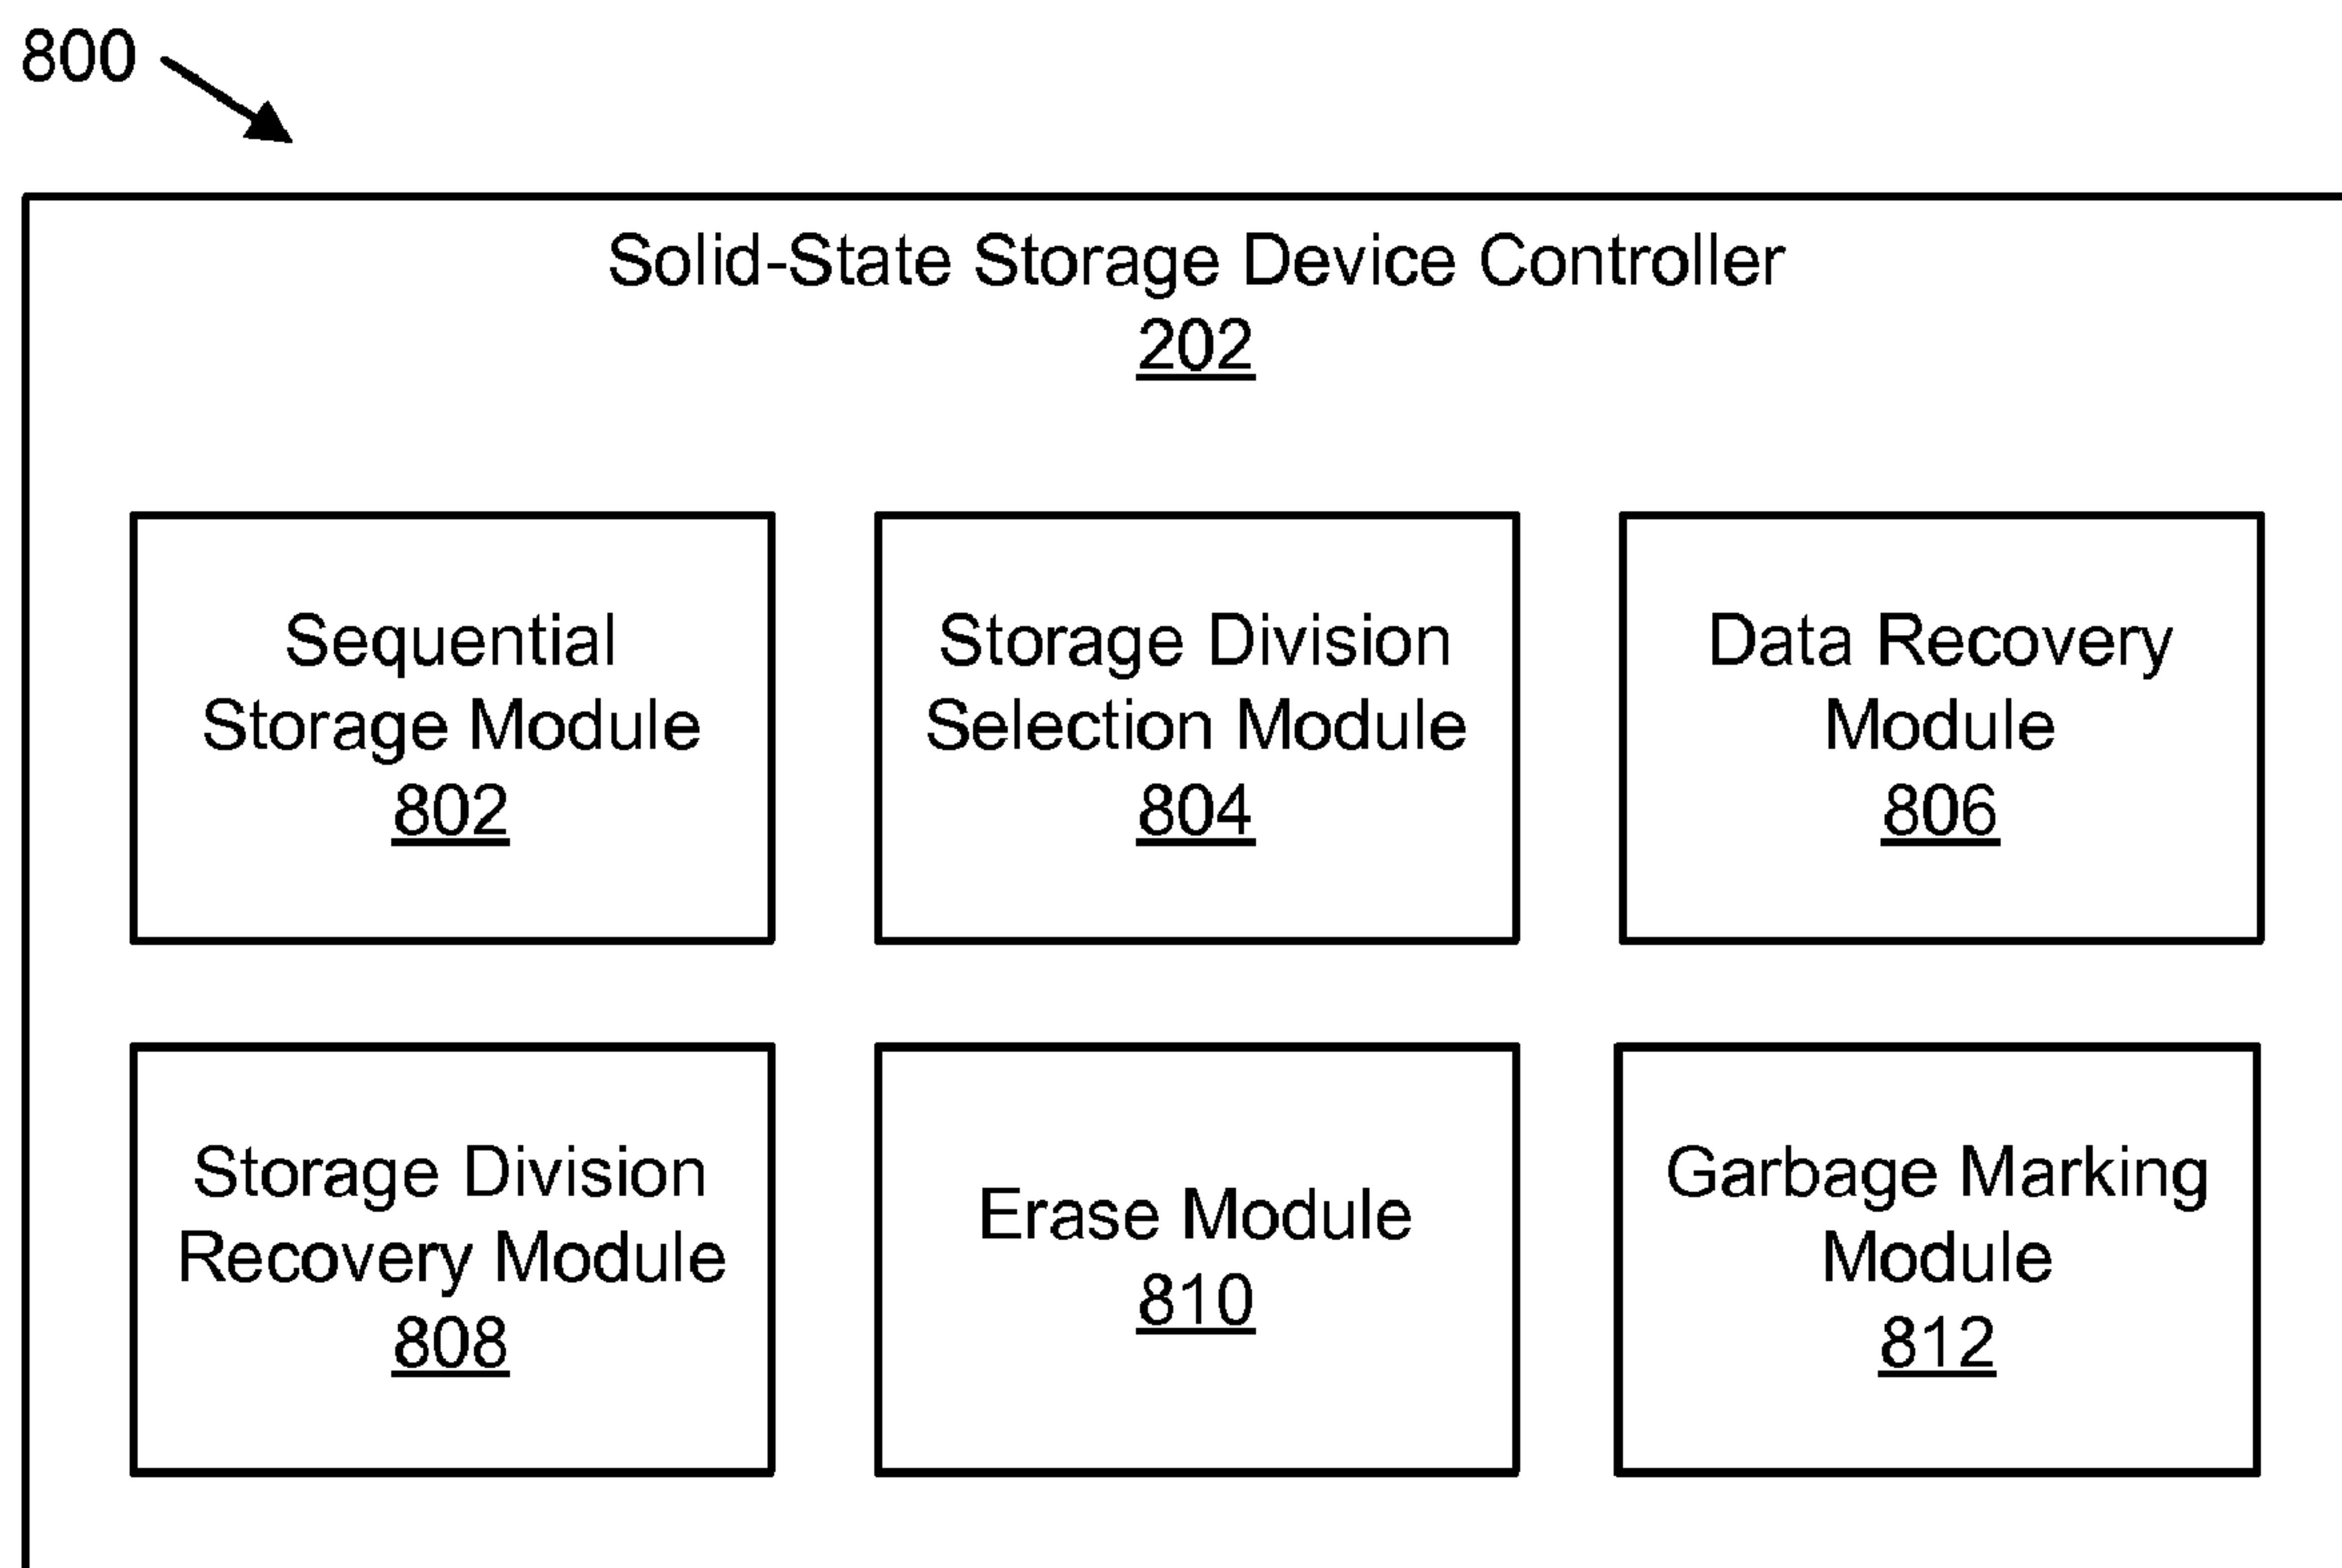 800
Solid-State Storage Device Controller
202
Sequential
Storage Module
802
Storage Division
Selection Module
804
Data Recovery
Module
806
Storage Division
Recovery Module
808
Erase Module
810
Garbage Marking
Module
812